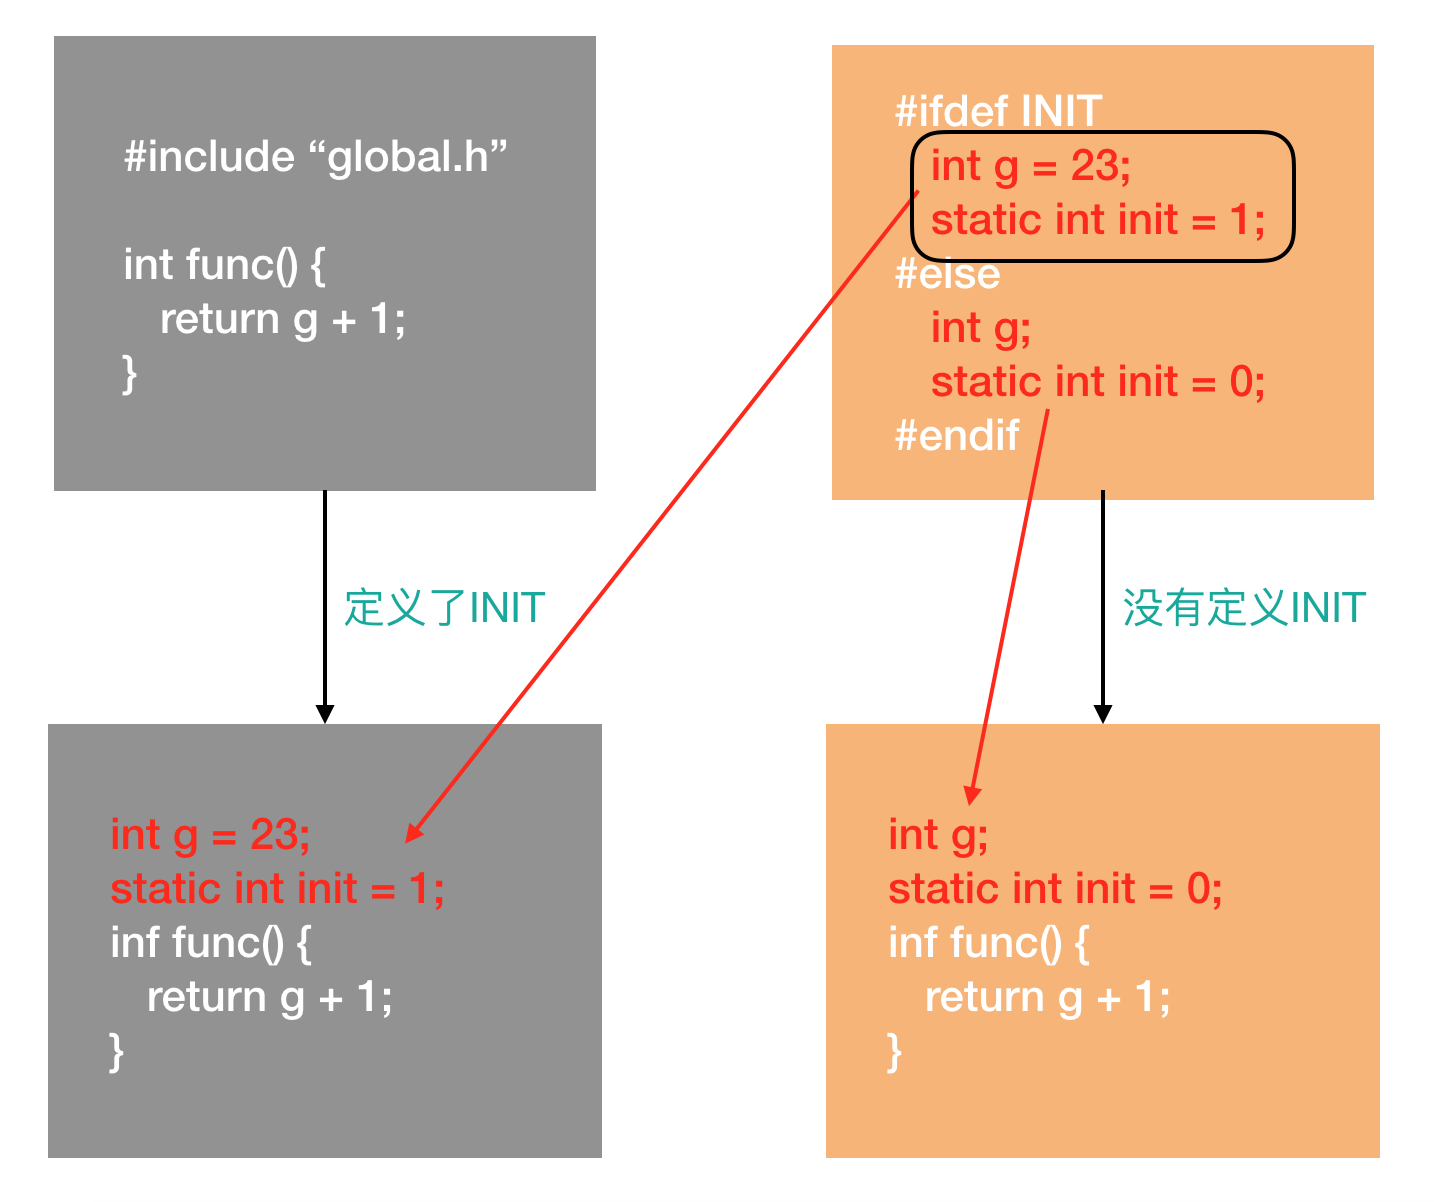 #include “global.h”
int func() {
return g + 1;
}
#ifdef INIT
int g = 23;
static int init = 1;
#else
int g;
static int init = 0;
#endif
定义了INIT
没有定义INIT
int g = 23;
static int init = 1;
inf func() {
return g + 1;
}
int g;
static int init = 0;
inf func() {
return g + 1;
}